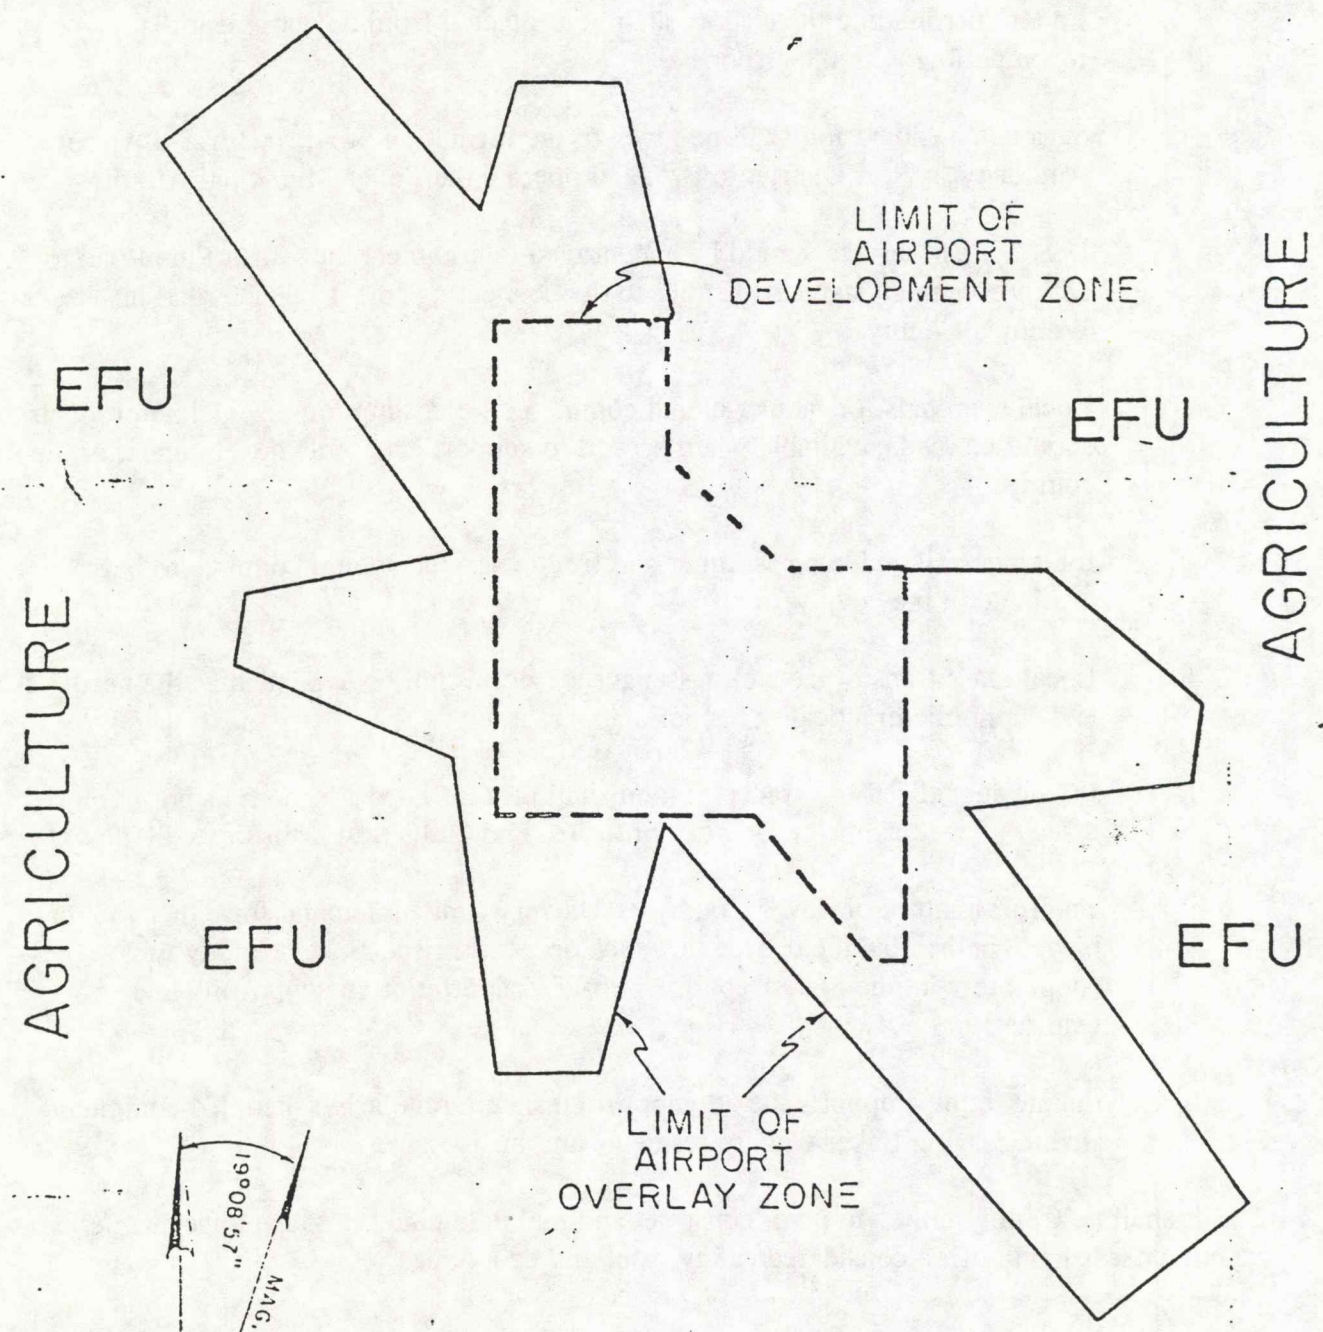 LIMIT OF
AIRPORT
DEVELOPMENT ZONE
EFU
EFU
AGRICULTURE
AGRICULTURE
EFU
EFU
LIMIT OF
AIRPORT
OVERLAY ZONE
19°08'57"
MAG.